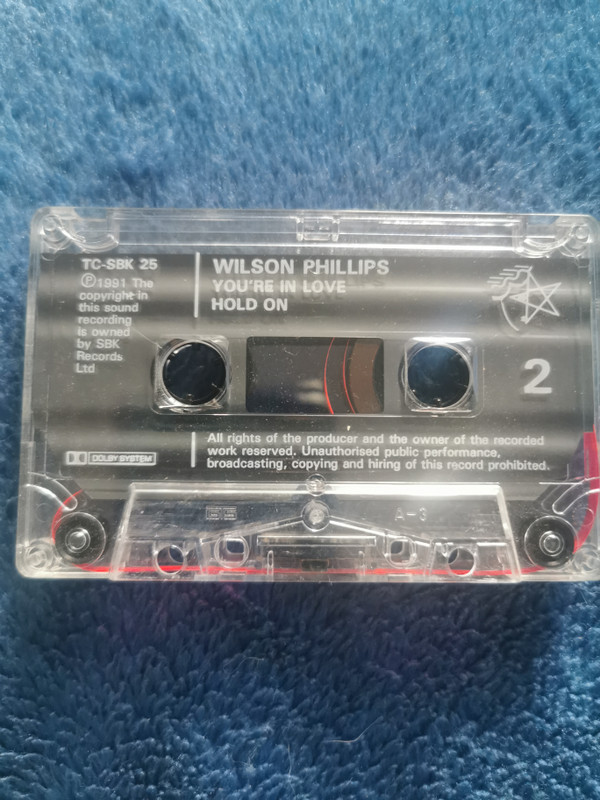 TC-SBK 25
Ⓟ1991 The
copyright in
this sound
recording
is owned
by SBK
Records
Ltd
WILSON PHILLIPS
YOU'RE IN LOVE
HOLD ON
2
DOLBY SYSTEM
All rights of the producer and the owner of the recorded
work reserved. Unauthorised public performance,
broadcasting, copying and hiring of this record prohibited.
A-3